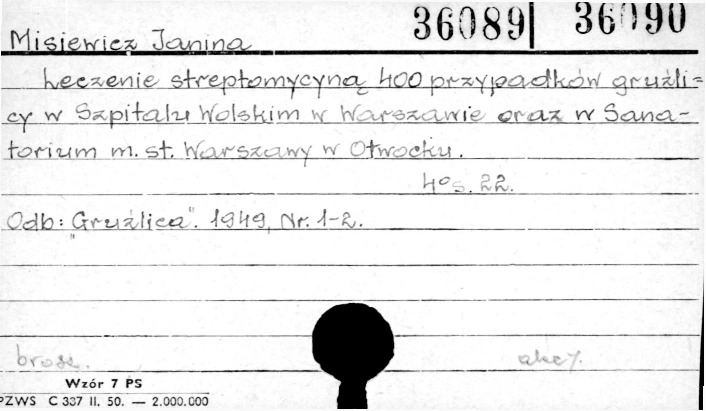 36089 | 36090
Misiewicz Janina
Leczenie streptomycyną 400 przypadków gruźli=
cy w Szpitalu Wolskim w Warszawie oraz w Sana-
torium m. st. Warszawy w Otwocku.
4° s. 22.
Odb: "Gruźlica". 1949, Nr. 1-2.
brosz. akc7.
Wzór 7 PS
PZWS C 337 II. 50. — 2.000.000